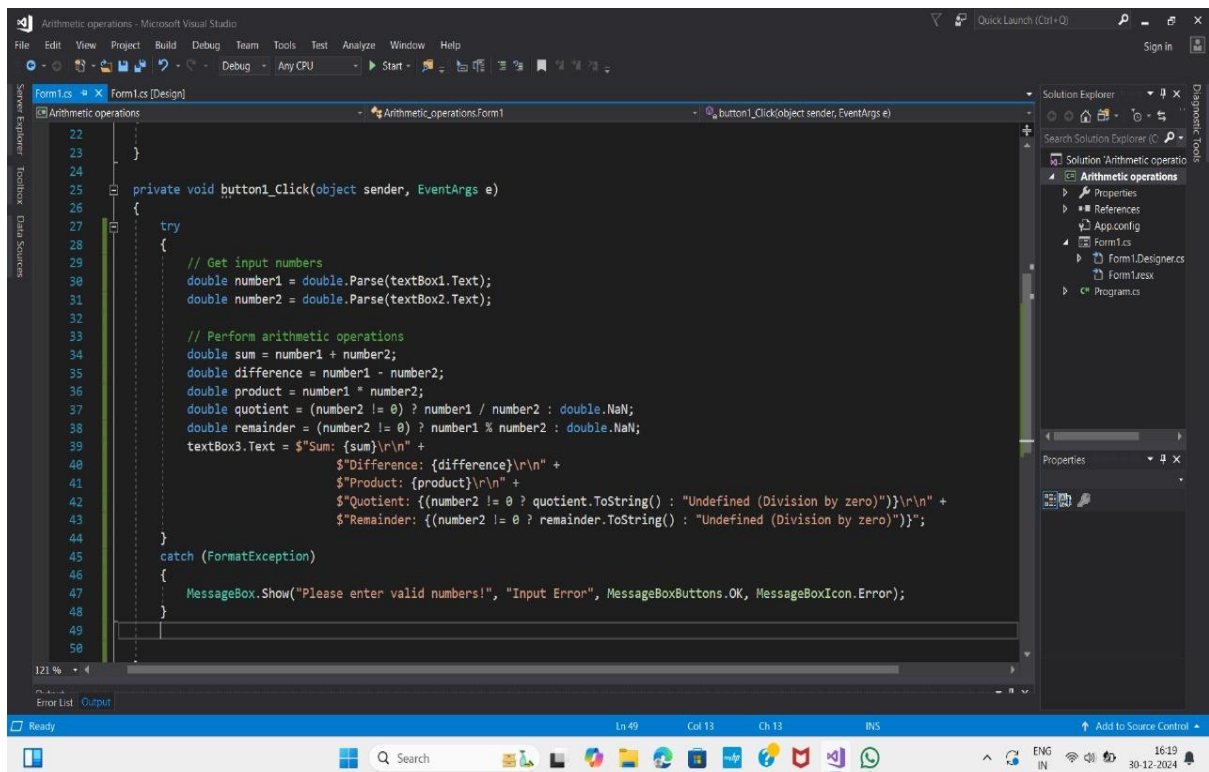 Arithmetic operations - Microsoft Visual Studio
Quick Launch (Ctrl+Q)
File Edit View Project Build Debug Team Tools Test Analyze Window Help
Sign in
Debug Any CPU Start
Server Explorer
Toolbox
Data Sources
Form1.cs Form1.cs [Design]
Arithmetic operations Arithmetic_operations.Form1 button1_Click(object sender, EventArgs e)
22
23 }
24
25 private void button1_Click(object sender, EventArgs e)
26 {
27 try
28 {
29 // Get input numbers
30 double number1 = double.Parse(textBox1.Text);
31 double number2 = double.Parse(textBox2.Text);
32
33 // Perform arithmetic operations
34 double sum = number1 + number2;
35 double difference = number1 - number2;
36 double product = number1 * number2;
37 double quotient = (number2 != 0) ? number1 / number2 : double.NaN;
38 double remainder = (number2 != 0) ? number1 % number2 : double.NaN;
39 textBox3.Text = $"Sum: {sum}\r\n" +
40 $"Difference: {difference}\r\n" +
41 $"Product: {product}\r\n" +
42 $"Quotient: {(number2 != 0 ? quotient.ToString() : "Undefined (Division by zero)")}\r\n" +
43 $"Remainder: {(number2 != 0 ? remainder.ToString() : "Undefined (Division by zero)")}";
44 }
45 catch (FormatException)
46 {
47 MessageBox.Show("Please enter valid numbers!", "Input Error", MessageBoxButtons.OK, MessageBoxIcon.Error);
48 }
49
50
121 %
Error List Output
Solution Explorer
Search Solution Explorer (C
Solution 'Arithmetic operatio
Arithmetic operations
Properties
References
App.config
Form1.cs
Form1.Designer.cs
Form1.resx
C# Program.cs
Properties
Diagnostic Tools
Ready Ln 49 Col 13 Ch 13 INS Add to Source Control
Search
ENG
IN
16:19
30-12-2024